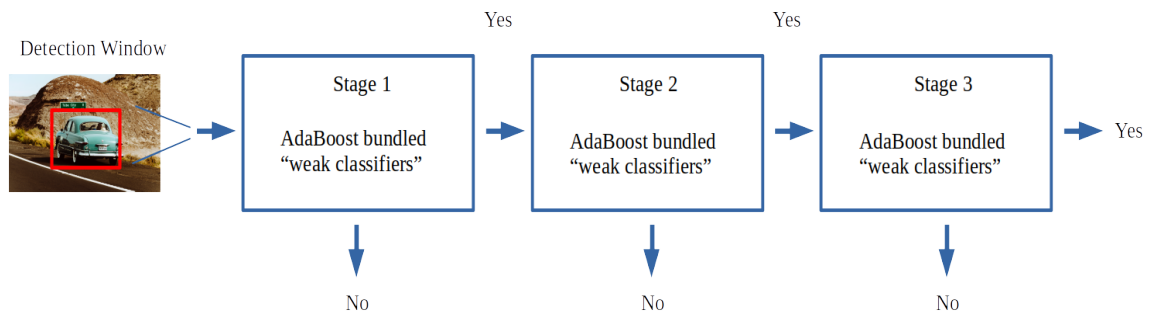 Yes
Yes
Detection Window
Stage 1
Stage 2
Stage 3
AdaBoost bundled
“weak classifiers”
AdaBoost bundled
“weak classifiers”
AdaBoost bundled
“weak classifiers”
Yes
No
No
No